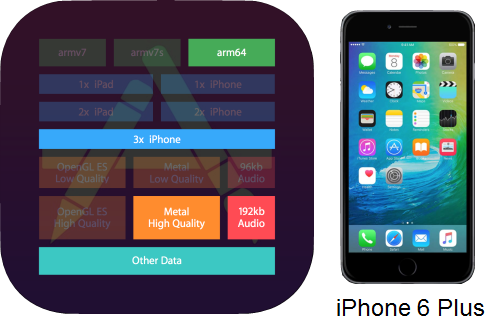 armv7 armv7s arm64
1x iPad 1x iPhone
2x iPad 2x iPhone
3x iPhone
OpenGL ES Metal 96kb
Low Quality Low Quality Audio
OpenGL ES Metal 192kb
High Quality High Quality Audio
Other Data
iPhone 6 Plus